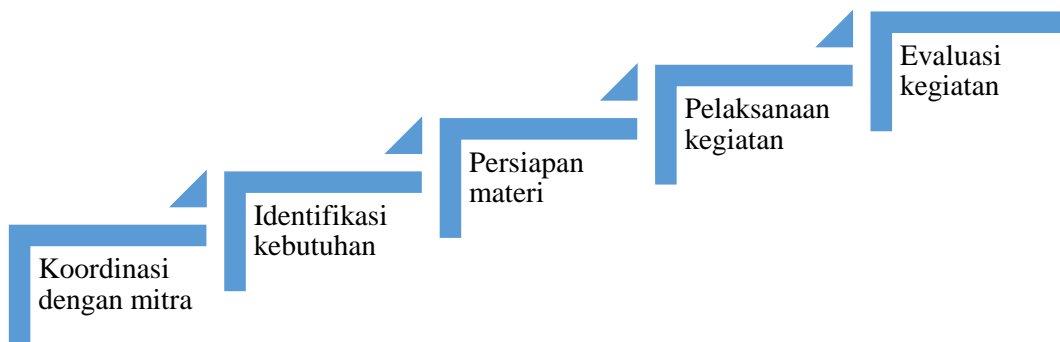 Koordinasi
dengan mitra
Identifikasi
kebutuhan
Persiapan
materi
Pelaksanaan
kegiatan
Evaluasi
kegiatan